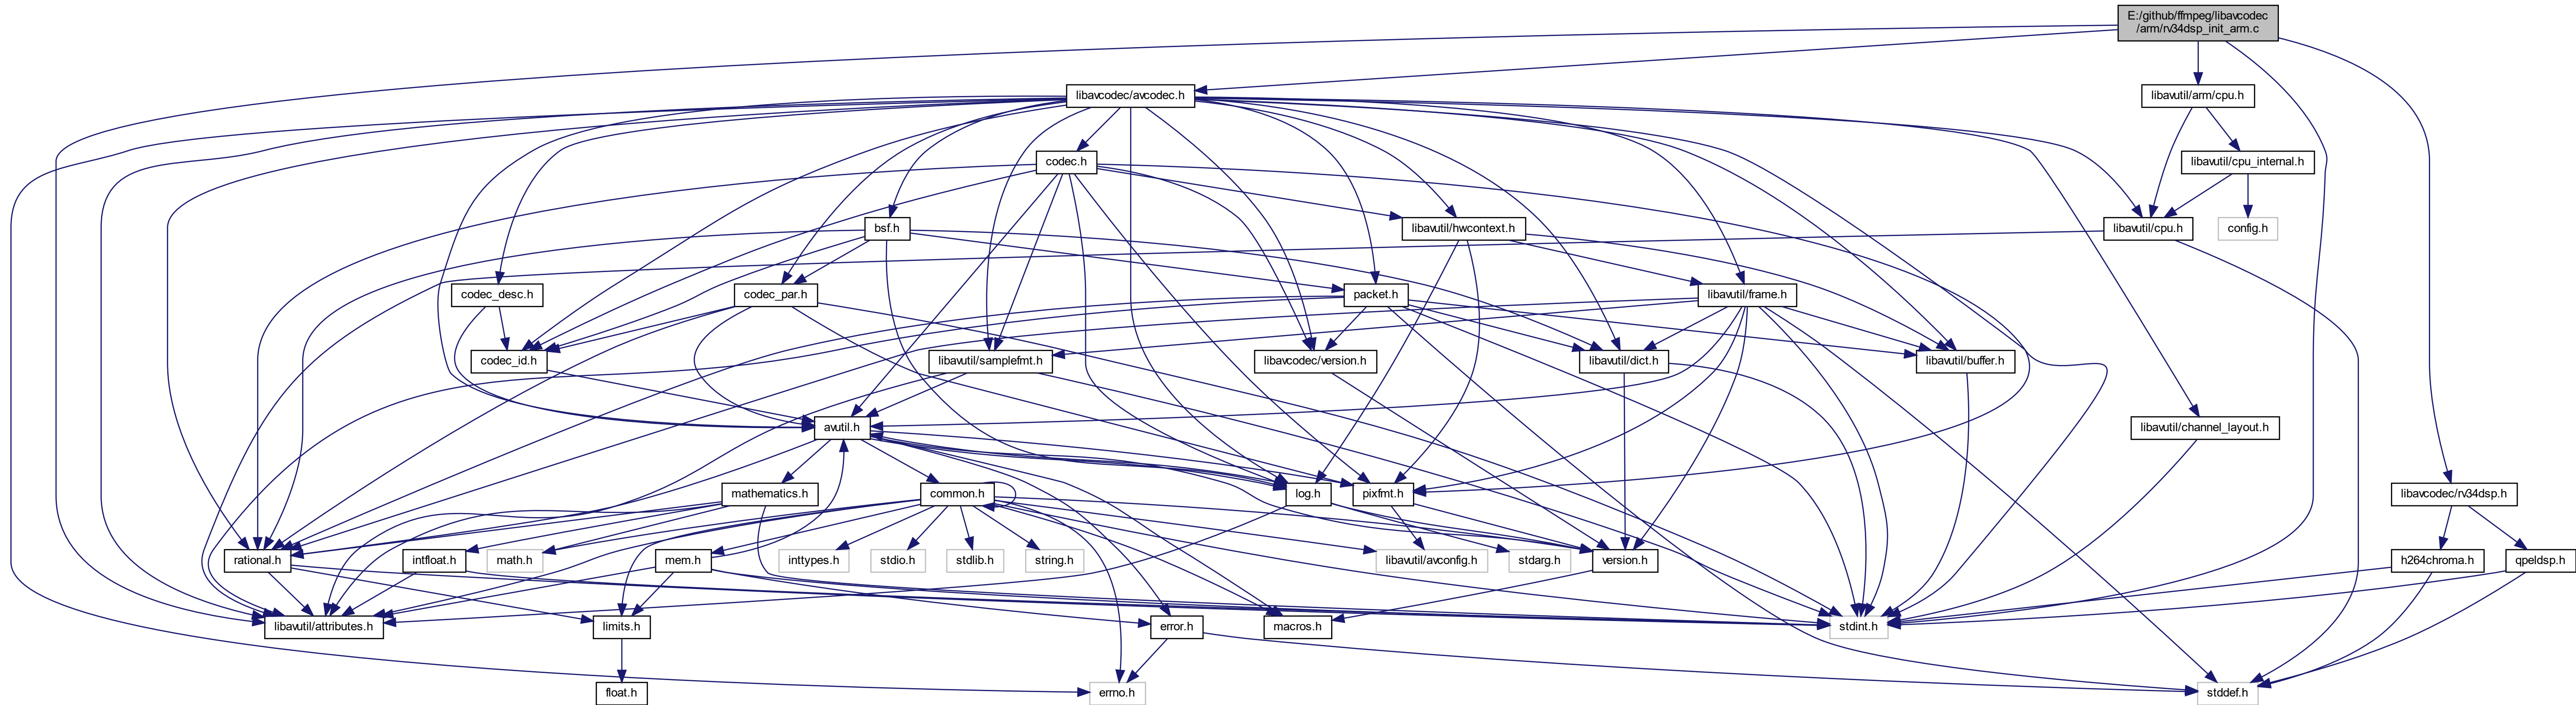 E:/github/ffmpeg/libavcodec
/arm/rv34dsp_init_arm.c
libavcodec/avcodec.h
libavutil/arm/cpu.h
codec.h
libavutil/cpu_internal.h
bsf.h
libavutil/hwcontext.h
libavutil/cpu.h
config.h
codec_desc.h
codec_par.h
packet.h
libavutil/frame.h
codec_id.h
libavutil/samplefmt.h
libavcodec/version.h
libavutil/dict.h
libavutil/buffer.h
avutil.h
libavutil/channel_layout.h
mathematics.h
common.h
log.h
pixfmt.h
libavcodec/rv34dsp.h
rational.h
intfloat.h
math.h
mem.h
inttypes.h
stdio.h
stdlib.h
string.h
libavutil/avconfig.h
stdarg.h
version.h
h264chroma.h
qpeldsp.h
libavutil/attributes.h
limits.h
error.h
macros.h
stdint.h
float.h
errno.h
stddef.h